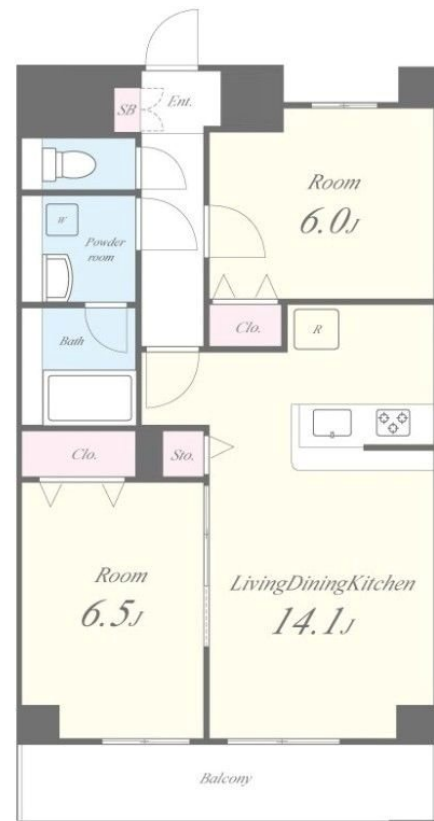 Ent.
SB
Room
6.0J
W
Powder
room
Clo.
R
Bath
Clo.
Sto.
Room
6.5J
LivingDiningKitchen
14.1J
Balcony